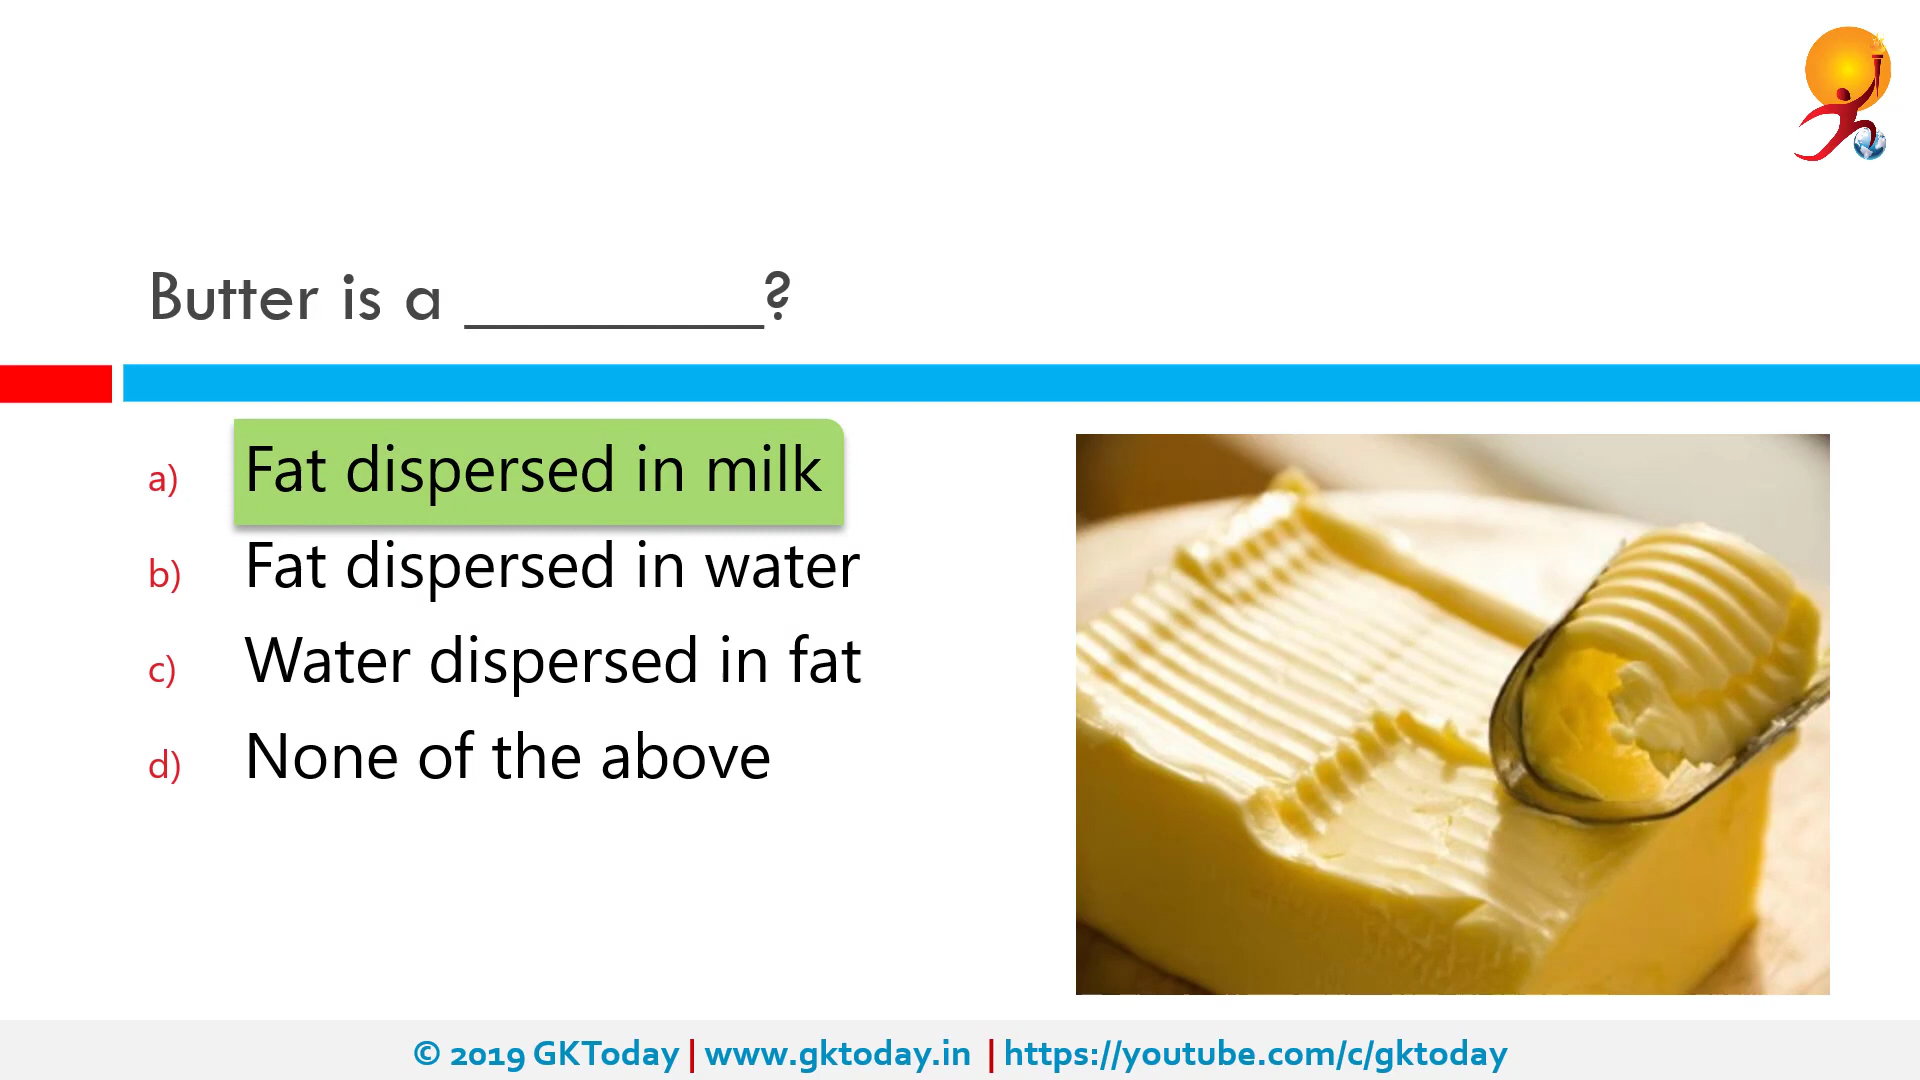 Butter is a __________?
a) Fat dispersed in milk
b) Fat dispersed in water
c) Water dispersed in fat
d) None of the above
© 2019 GKToday | www.gktoday.in | https://youtube.com/c/gktoday